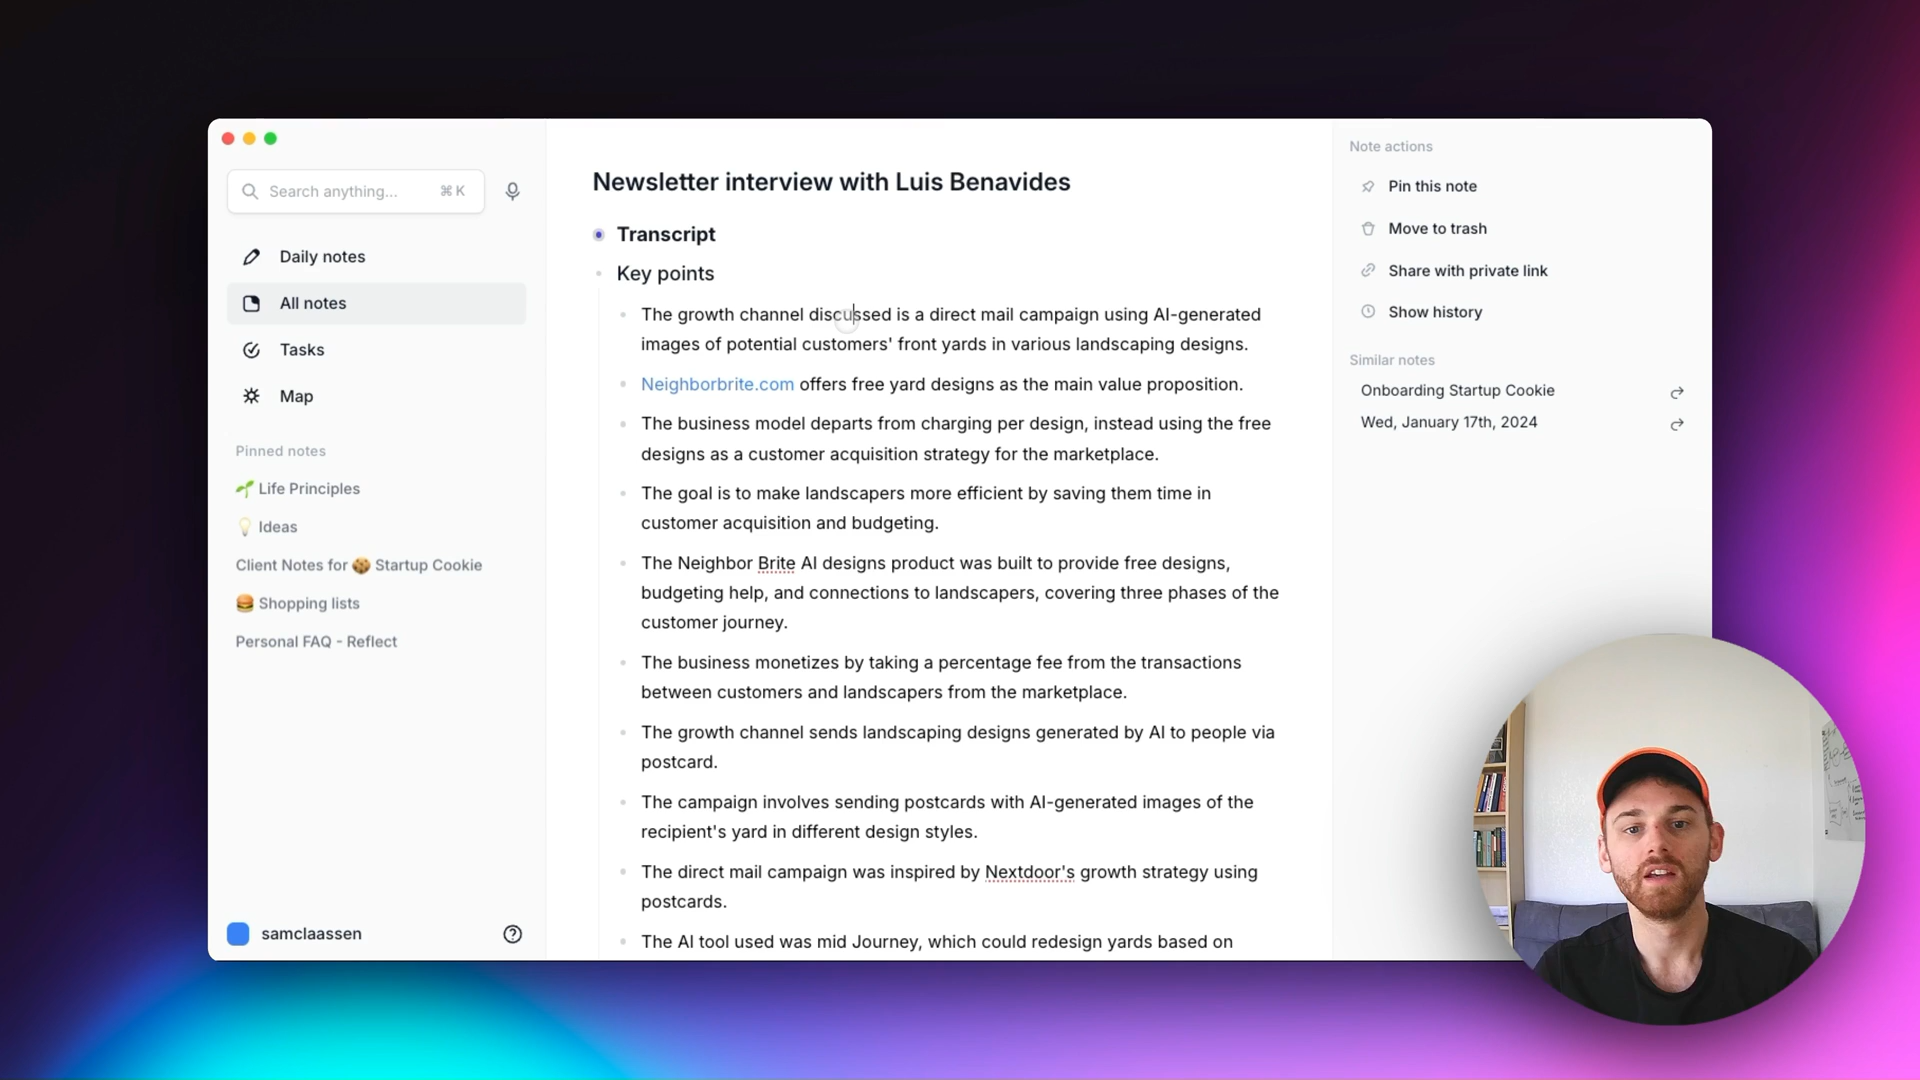 Search anything... ⌘ K
Daily notes
All notes
Tasks
Map
Pinned notes
🌱 Life Principles
💡 Ideas
Client Notes for 🍪 Startup Cookie
🍔 Shopping lists
Personal FAQ - Reflect
samclaassen
Newsletter interview with Luis Benavides
Transcript
Key points
The growth channel discussed is a direct mail campaign using AI-generated
images of potential customers' front yards in various landscaping designs.
Neighborbrite.com offers free yard designs as the main value proposition.
The business model departs from charging per design, instead using the free
designs as a customer acquisition strategy for the marketplace.
The goal is to make landscapers more efficient by saving them time in
customer acquisition and budgeting.
The Neighbor Brite AI designs product was built to provide free designs,
budgeting help, and connections to landscapers, covering three phases of the
customer journey.
The business monetizes by taking a percentage fee from the transactions
between customers and landscapers from the marketplace.
The growth channel sends landscaping designs generated by AI to people via
postcard.
The campaign involves sending postcards with AI-generated images of the
recipient's yard in different design styles.
The direct mail campaign was inspired by Nextdoor's growth strategy using
postcards.
The AI tool used was mid Journey, which could redesign yards based on
Note actions
Pin this note
Move to trash
Share with private link
Show history
Similar notes
Onboarding Startup Cookie
Wed, January 17th, 2024